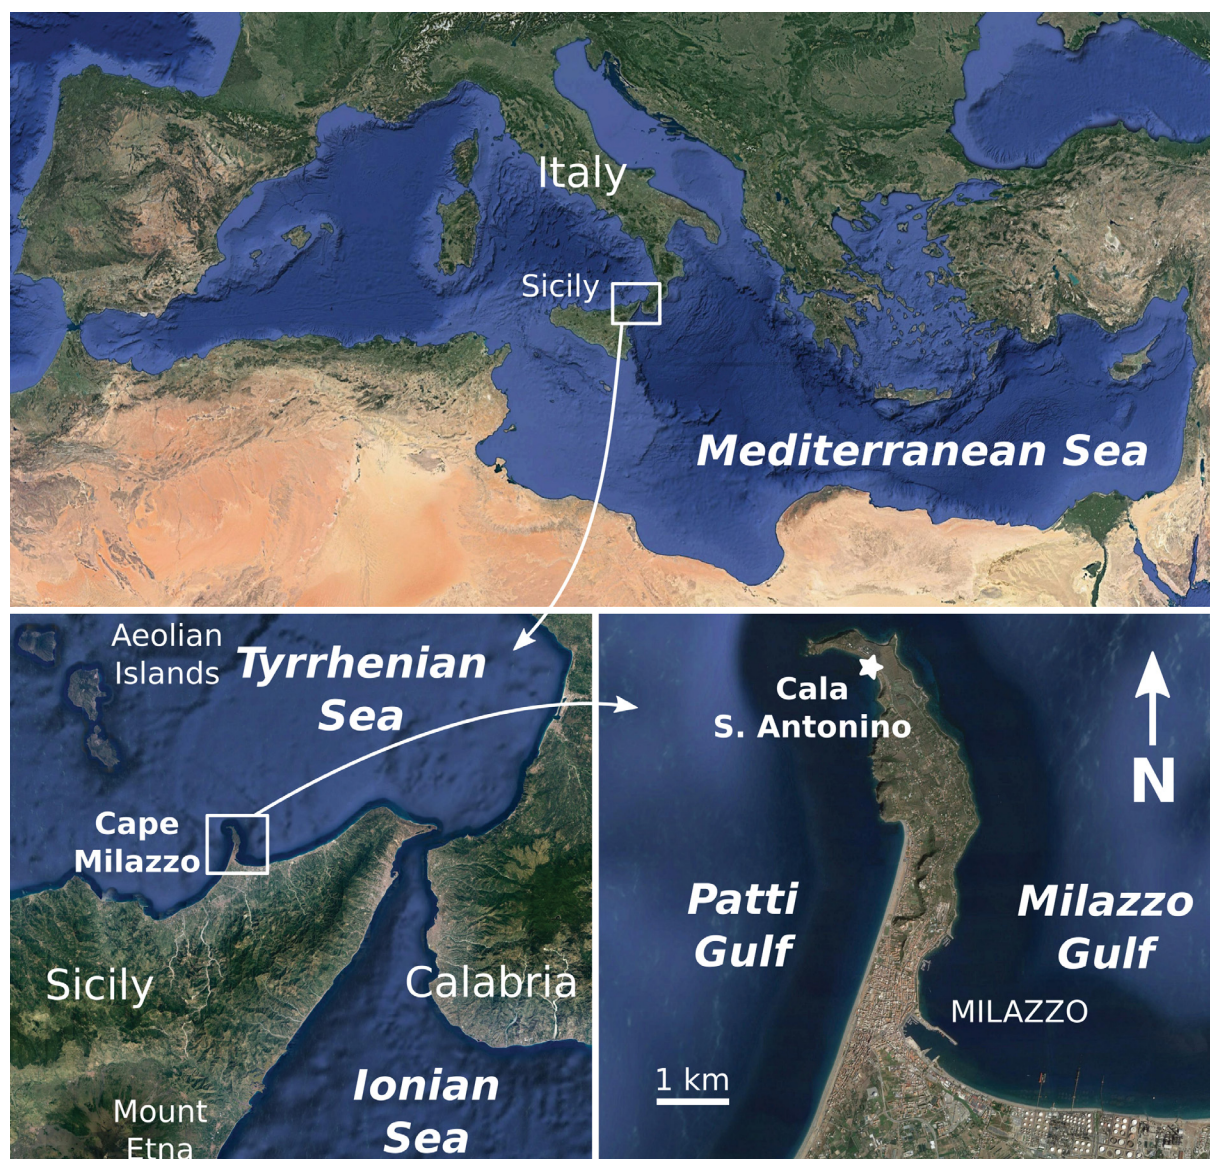 Italy
Sicily
Mediterranean Sea
Aeolian
Islands
Tyrrhenian
Sea
Cape
Milazzo
Sicily
Calabria
Ionian
Sea
Mount
Etna
Cala
S. Antonino
N
Patti
Gulf
Milazzo
Gulf
MILAZZO
1 km